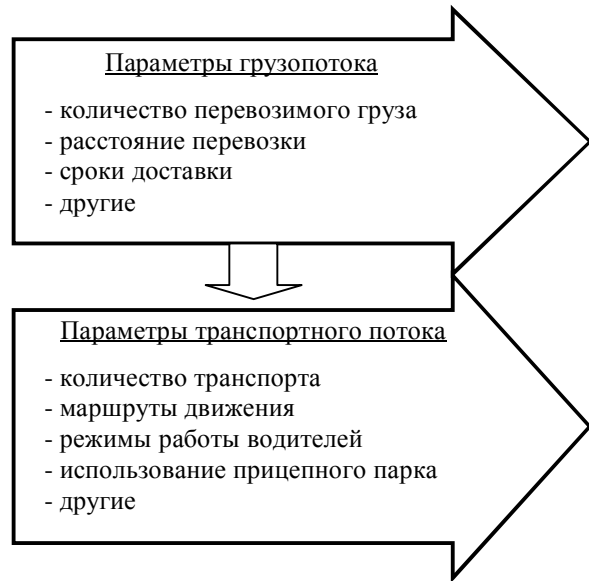 Параметры грузопотока
- количество перевозимого груза
- расстояние перевозки
- сроки доставки
- другие
Параметры транспортного потока
- количество транспорта
- маршруты движения
- режимы работы водителей
- использование прицепного парка
- другие